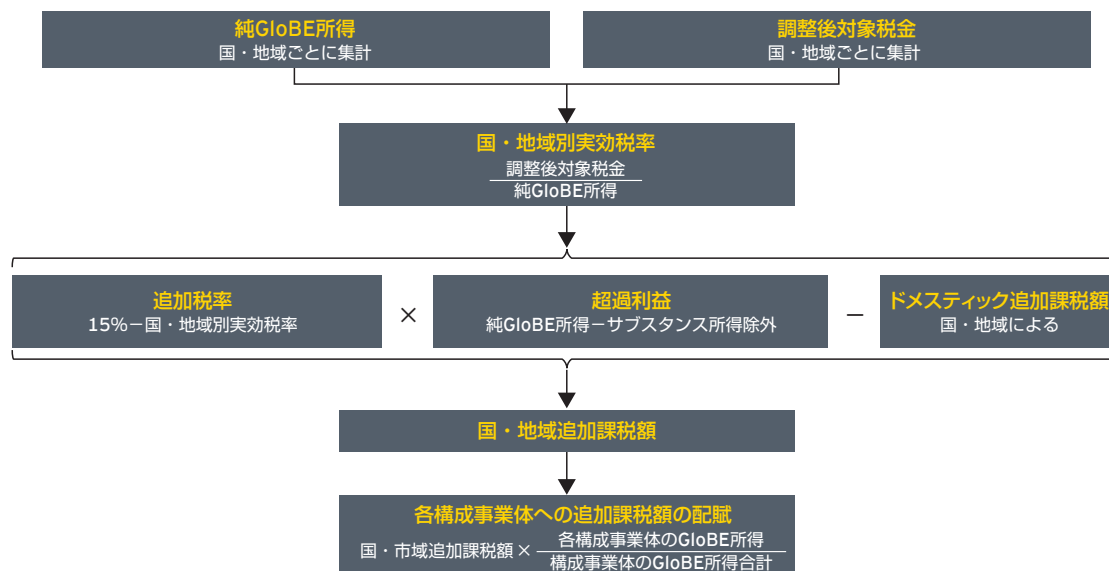 純GloBE所得
国・地域ごとに集計
調整後対象税金
国・地域ごとに集計
国・地域別実効税率
調整後対象税金
純GloBE所得
追加税率
15%−国・地域別実効税率
×
超過利益
純GloBE所得−サブスタンス所得除外
−
ドメスティック追加課税額
国・地域による
国・地域追加課税額
各構成事業体への追加課税額の配賦
国・市域追加課税額×
各構成事業体のGloBE所得
構成事業体のGloBE所得合計